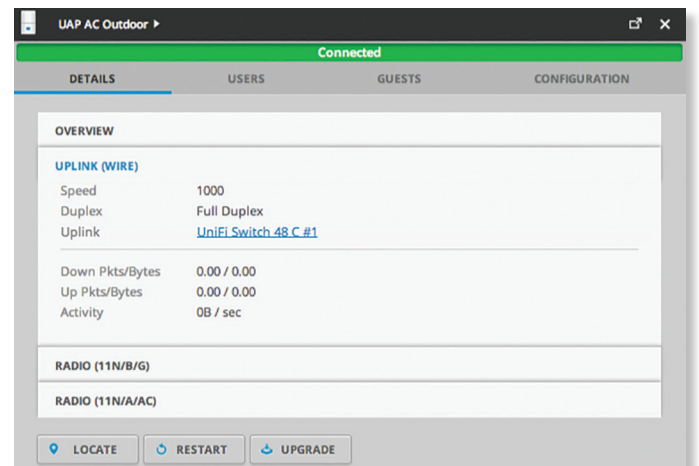 UAP AC Outdoor
Connected
DETAILS USERS GUESTS CONFIGURATION
OVERVIEW
UPLINK (WIRE)
Speed 1000
Duplex Full Duplex
Uplink UniFi Switch 48 C #1
Down Pkts/Bytes 0.00 / 0.00
Up Pkts/Bytes 0.00 / 0.00
Activity 0B / sec
RADIO (11N/B/G)
RADIO (11N/A/AC)
LOCATE RESTART UPGRADE